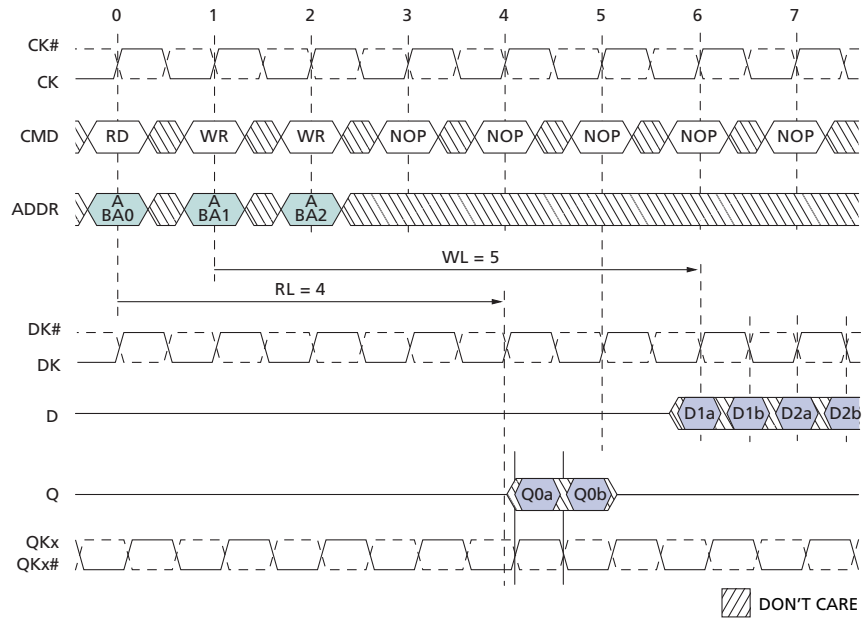 0 1 2 3 4 5 6 7
CK#
CK
CMD RD WR WR NOP NOP NOP NOP NOP
ADDR A BA0 A BA1 A BA2
WL = 5
RL = 4
DK#
DK
D D1a D1b D2a D2b
Q Q0a Q0b
QKx
QKx#
DON'T CARE